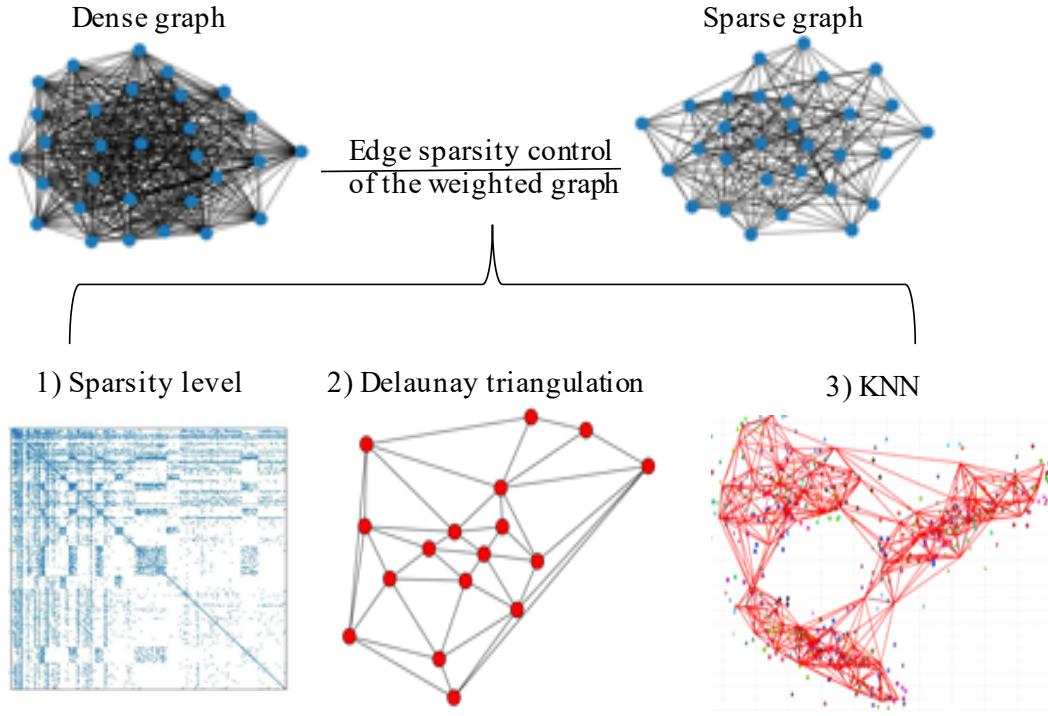 Dense graph
Sparse graph
Edge sparsity control
of the weighted graph
1) Sparsity level
2) Delaunay triangulation
3) KNN